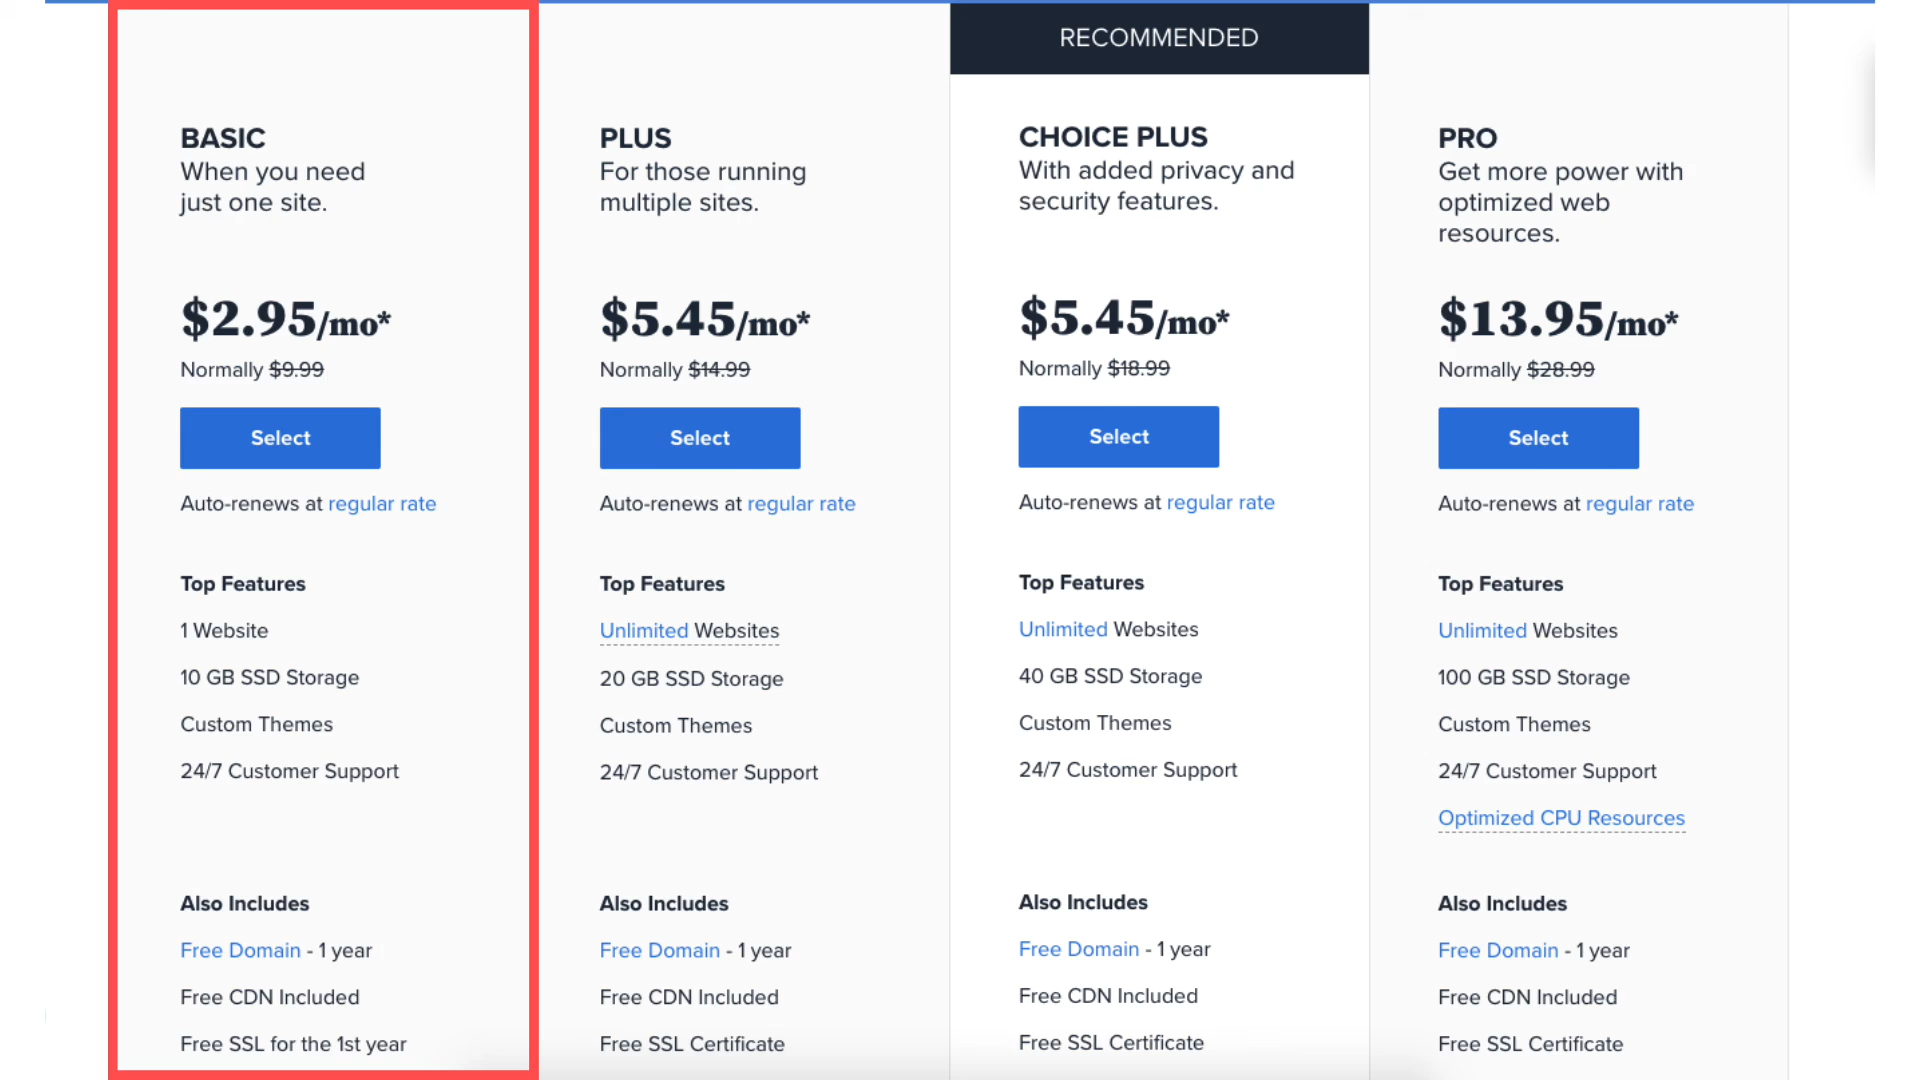 BASIC
When you need
just one site.
$2.95/mo*
Normally $9.99
Select
Auto-renews at regular rate
Top Features
1 Website
10 GB SSD Storage
Custom Themes
24/7 Customer Support
Also Includes
Free Domain - 1 year
Free CDN Included
Free SSL for the 1st year
PLUS
For those running
multiple sites.
$5.45/mo*
Normally $14.99
Select
Auto-renews at regular rate
Top Features
Unlimited Websites
20 GB SSD Storage
Custom Themes
24/7 Customer Support
Also Includes
Free Domain - 1 year
Free CDN Included
Free SSL Certificate
RECOMMENDED
CHOICE PLUS
With added privacy and
security features.
$5.45/mo*
Normally $18.99
Select
Auto-renews at regular rate
Top Features
Unlimited Websites
40 GB SSD Storage
Custom Themes
24/7 Customer Support
Also Includes
Free Domain - 1 year
Free CDN Included
Free SSL Certificate
PRO
Get more power with
optimized web
resources.
$13.95/mo*
Normally $28.99
Select
Auto-renews at regular rate
Top Features
Unlimited Websites
100 GB SSD Storage
Custom Themes
24/7 Customer Support
Optimized CPU Resources
Also Includes
Free Domain - 1 year
Free CDN Included
Free SSL Certificate